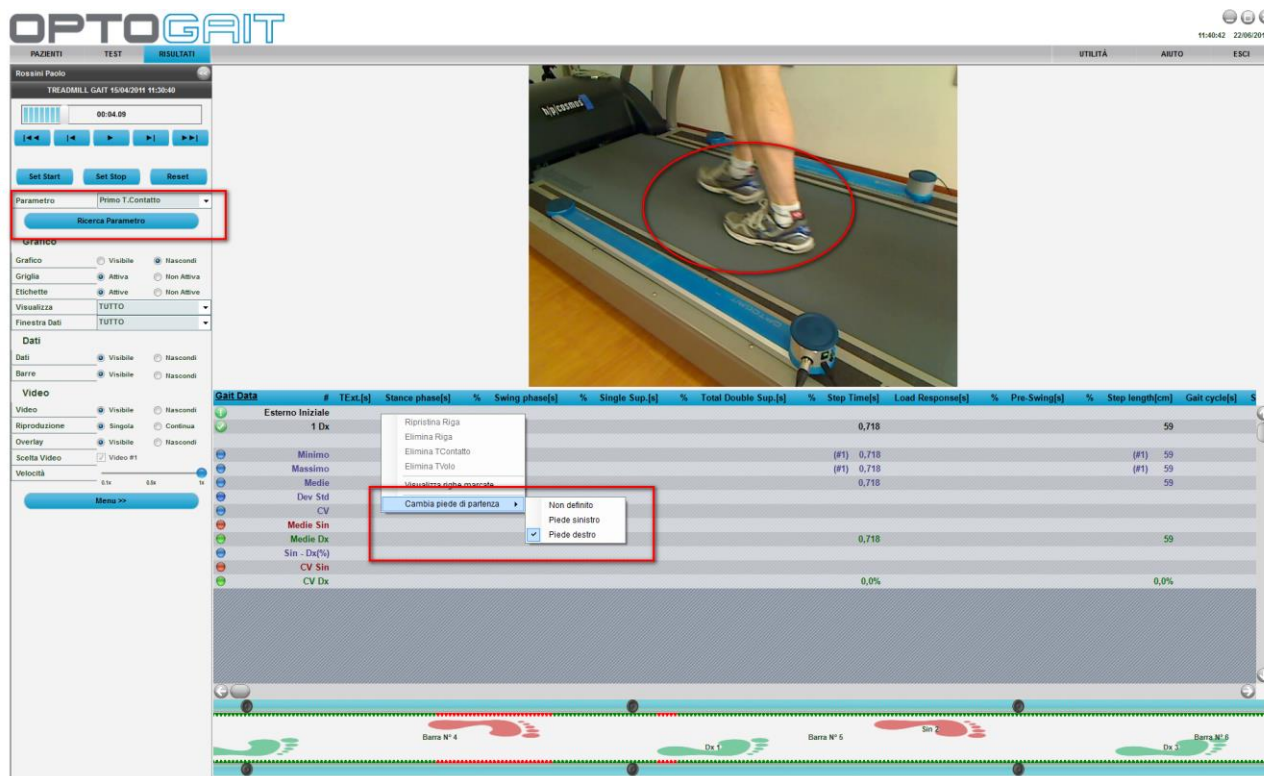 OPTOGAIT
11:40:42 22/06/201
PAZIENTI TEST RISULTATI UTILITÀ AIUTO ESCI
Rossini Paolo
TREADMILL GAIT 15/04/2011 11:30:40
00:04.09
Set Start Set Stop Reset
Parametro Primo T.Contatto
Ricerca Parametro
Grafico
Grafico Visibile Nascondi
Griglia Attiva Non Attiva
Etichette Attive Non Attive
Visualizza TUTTO
Finestra Dati TUTTO
Dati
Dati Visibile Nascondi
Barre Visibile Nascondi
Video
Video Visibile Nascondi
Riproduzione Singola Continua
Overlay Visibile Nascondi
Scelta Video Video #1
Velocità
0.1x 0.5x 1x
Menu >>
h/p/cosmos
Gait Data # TExt.[s] Stance phase[s] % Swing phase[s] % Single Sup.[s] % Total Double Sup.[s] % Step Time[s] Load Response[s] % Pre-Swing[s] % Step length[cm] Gait cycle[s] S
Esterno Iniziale
1 Dx 0,718 59
Minimo (#1) 0,718 (#1) 59
Massimo (#1) 0,718 (#1) 59
Medie 0,718 59
Dev Std
CV
Medie Sin
Medie Dx 0,718 59
Sin - Dx(%)
CV Sin
CV Dx 0,0% 0,0%
Ripristina Riga
Elimina Riga
Elimina TContatto
Elimina TVolo
Visualizza righe marcate
Cambia piede di partenza
Non definito
Piede sinistro
Piede destro
Barra N° 4 Dx 1 Barra N° 5 Sin 2 Dx 3 Barra N° 6